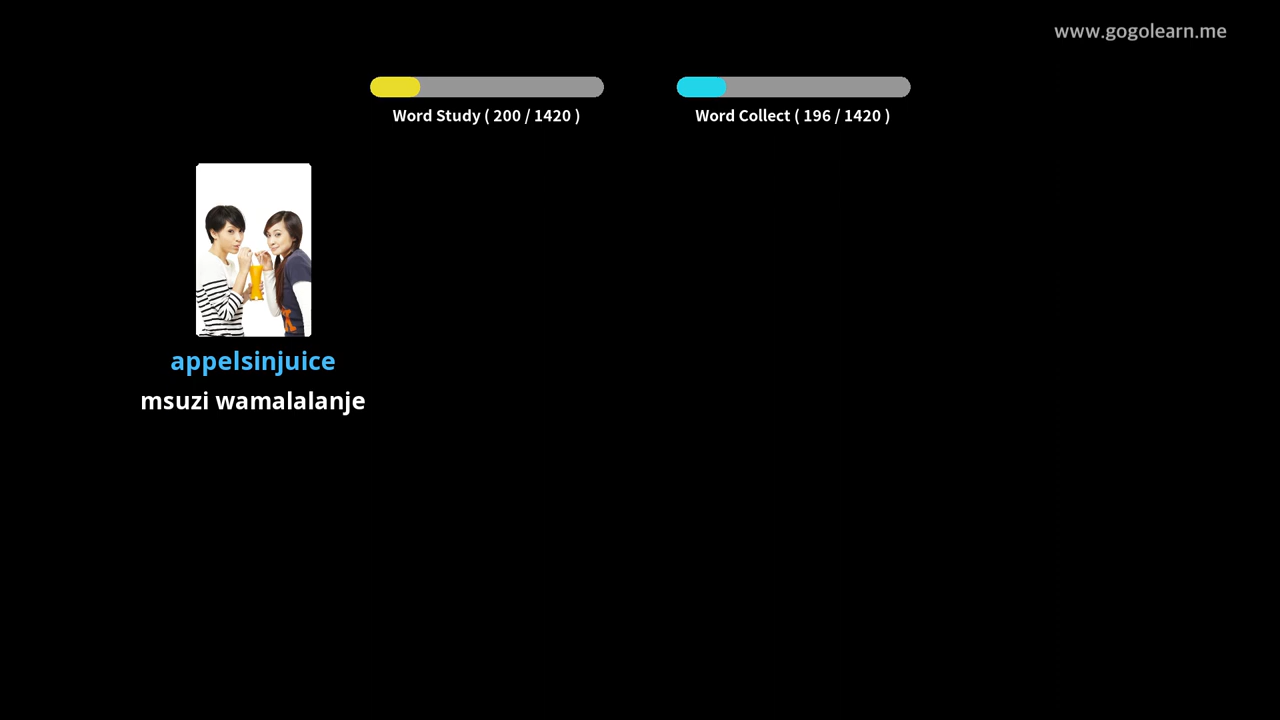 www.gogolearn.me
Word Study ( 200 / 1420 )
Word Collect ( 196 / 1420 )
appelsinjuice
msuzi wamalalanje